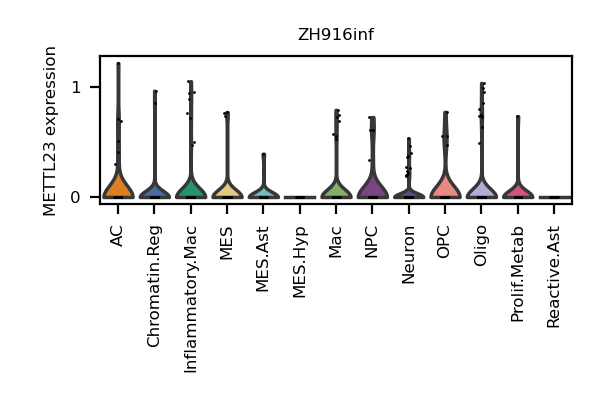 ZH916inf
METTL23 expression
1
0
AC
Chromatin.Reg
Inflammatory.Mac
MES
MES.Ast
MES.Hyp
Mac
NPC
Neuron
OPC
Oligo
Prolif.Metab
Reactive.Ast